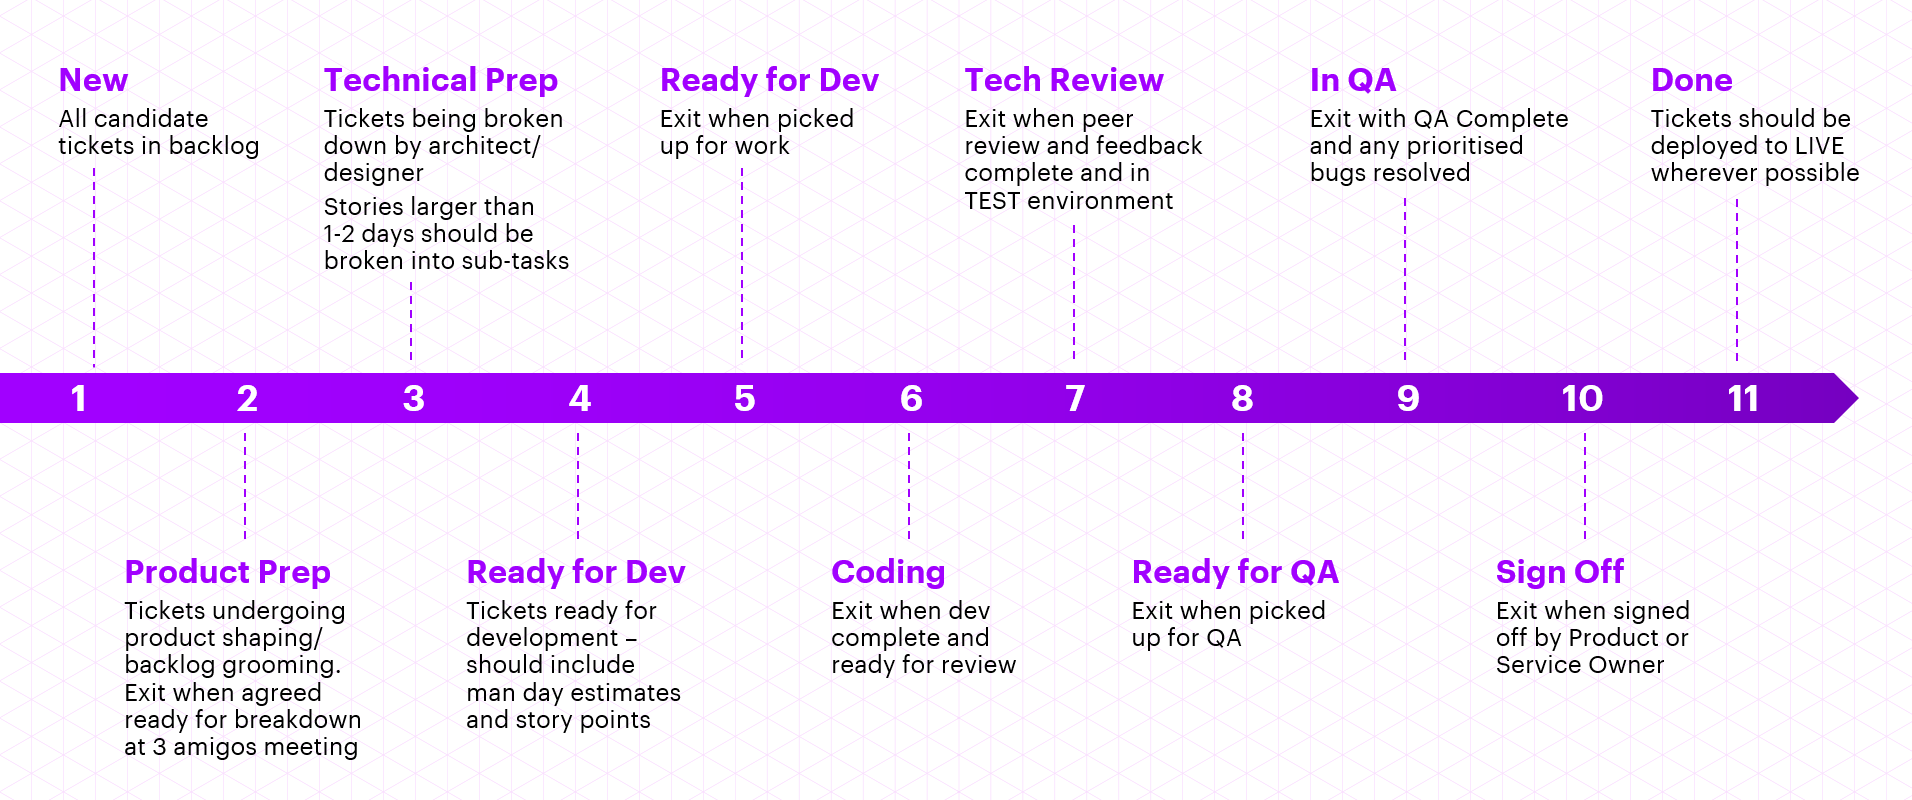 New
All candidate
tickets in backlog
Technical Prep
Tickets being broken
down by architect/
designer
Stories larger than
1-2 days should be
broken into sub-tasks
Ready for Dev
Exit when picked
up for work
Tech Review
Exit when peer
review and feedback
complete and in
TEST environment
In QA
Exit with QA Complete
and any prioritised
bugs resolved
Done
Tickets should be
deployed to LIVE
wherever possible
1 2 3 4 5 6 7 8 9 10 11
Product Prep
Tickets undergoing
product shaping/
backlog grooming.
Exit when agreed
ready for breakdown
at 3 amigos meeting
Ready for Dev
Tickets ready for
development –
should include
man day estimates
and story points
Coding
Exit when dev
complete and
ready for review
Ready for QA
Exit when picked
up for QA
Sign Off
Exit when signed
off by Product or
Service Owner